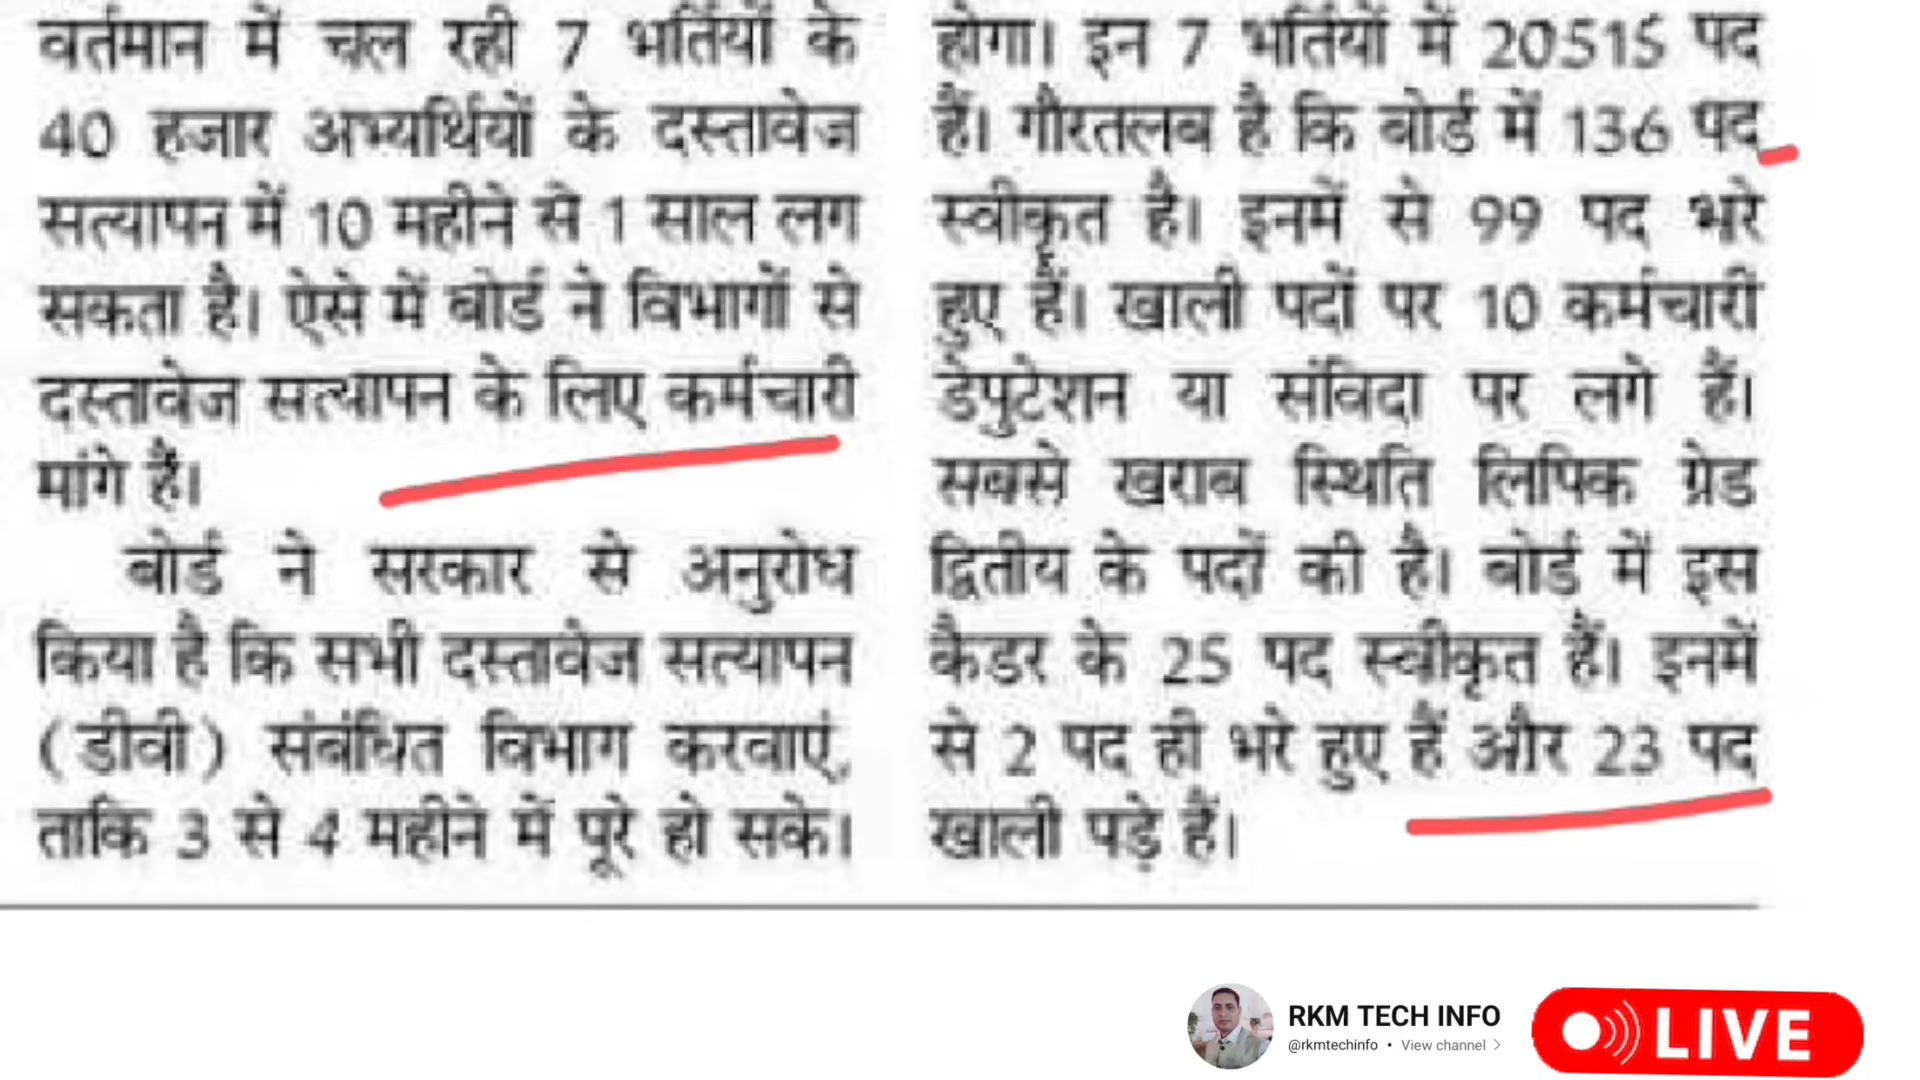 वर्तमान में चल रही 7 भर्तियों के
40 हजार अभ्यर्थियों के दस्तावेज
सत्यापन में 10 महीने से 1 साल लग
सकता है। ऐसे में बोर्ड ने विभागों से
दस्तावेज सत्यापन के लिए कर्मचारी
मांगे हैं।
बोर्ड ने सरकार से अनुरोध
किया है कि सभी दस्तावेज सत्यापन
(डीवी) संबंधित विभाग करवाएं,
ताकि 3 से 4 महीने में पूरे हो सके।
होगा। इन 7 भर्तियों में 20515 पद
हैं। गौरतलब है कि बोर्ड में 136 पद
स्वीकृत है। इनमें से 99 पद भरे
हुए हैं। खाली पदों पर 10 कर्मचारी
डेपुटेशन या संविदा पर लगे हैं।
सबसे खराब स्थिति लिपिक ग्रेड
द्वितीय के पदों की है। बोर्ड में इस
कैडर के 25 पद स्वीकृत हैं। इनमें
से 2 पद ही भरे हुए हैं और 23 पद
खाली पड़े हैं।
RKM TECH INFO
@rkmtechinfo • View channel >
LIVE